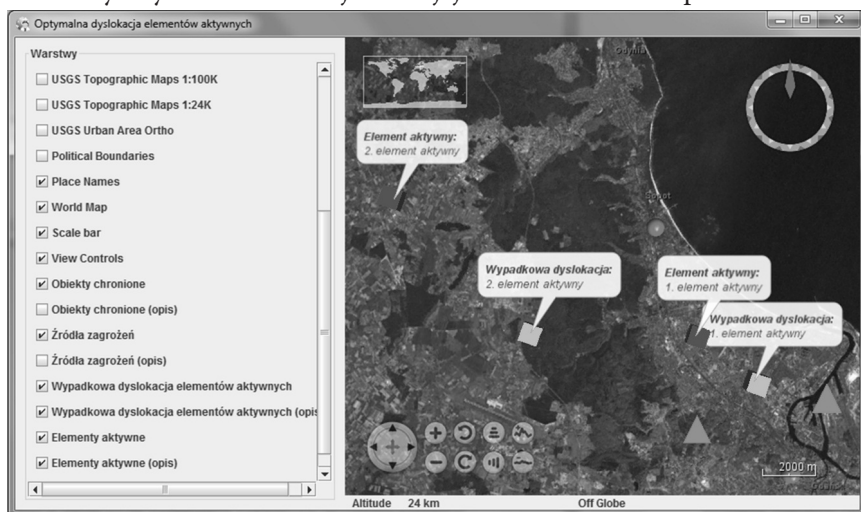 Optymalna dyslokacja elementów aktywnych
Warstwy
USGS Topographic Maps 1:100K
USGS Topographic Maps 1:24K
USGS Urban Area Ortho
Political Boundaries
Place Names
World Map
Scale bar
View Controls
Obiekty chronione
Obiekty chronione (opis)
Źródła zagrożeń
Źródła zagrożeń (opis)
Wypadkowa dyslokacja elementów aktywnych
Wypadkowa dyslokacja elementów aktywnych (opis
Elementy aktywne
Elementy aktywne (opis)
Gdynia
Element aktywny:
2. element aktywny
Sopot
Wypadkowa dyslokacja:
2. element aktywny
Element aktywny:
1. element aktywny
Wypadkowa dyslokacja:
1. element aktywny
2000 m
Altitude 24 km
Off Globe